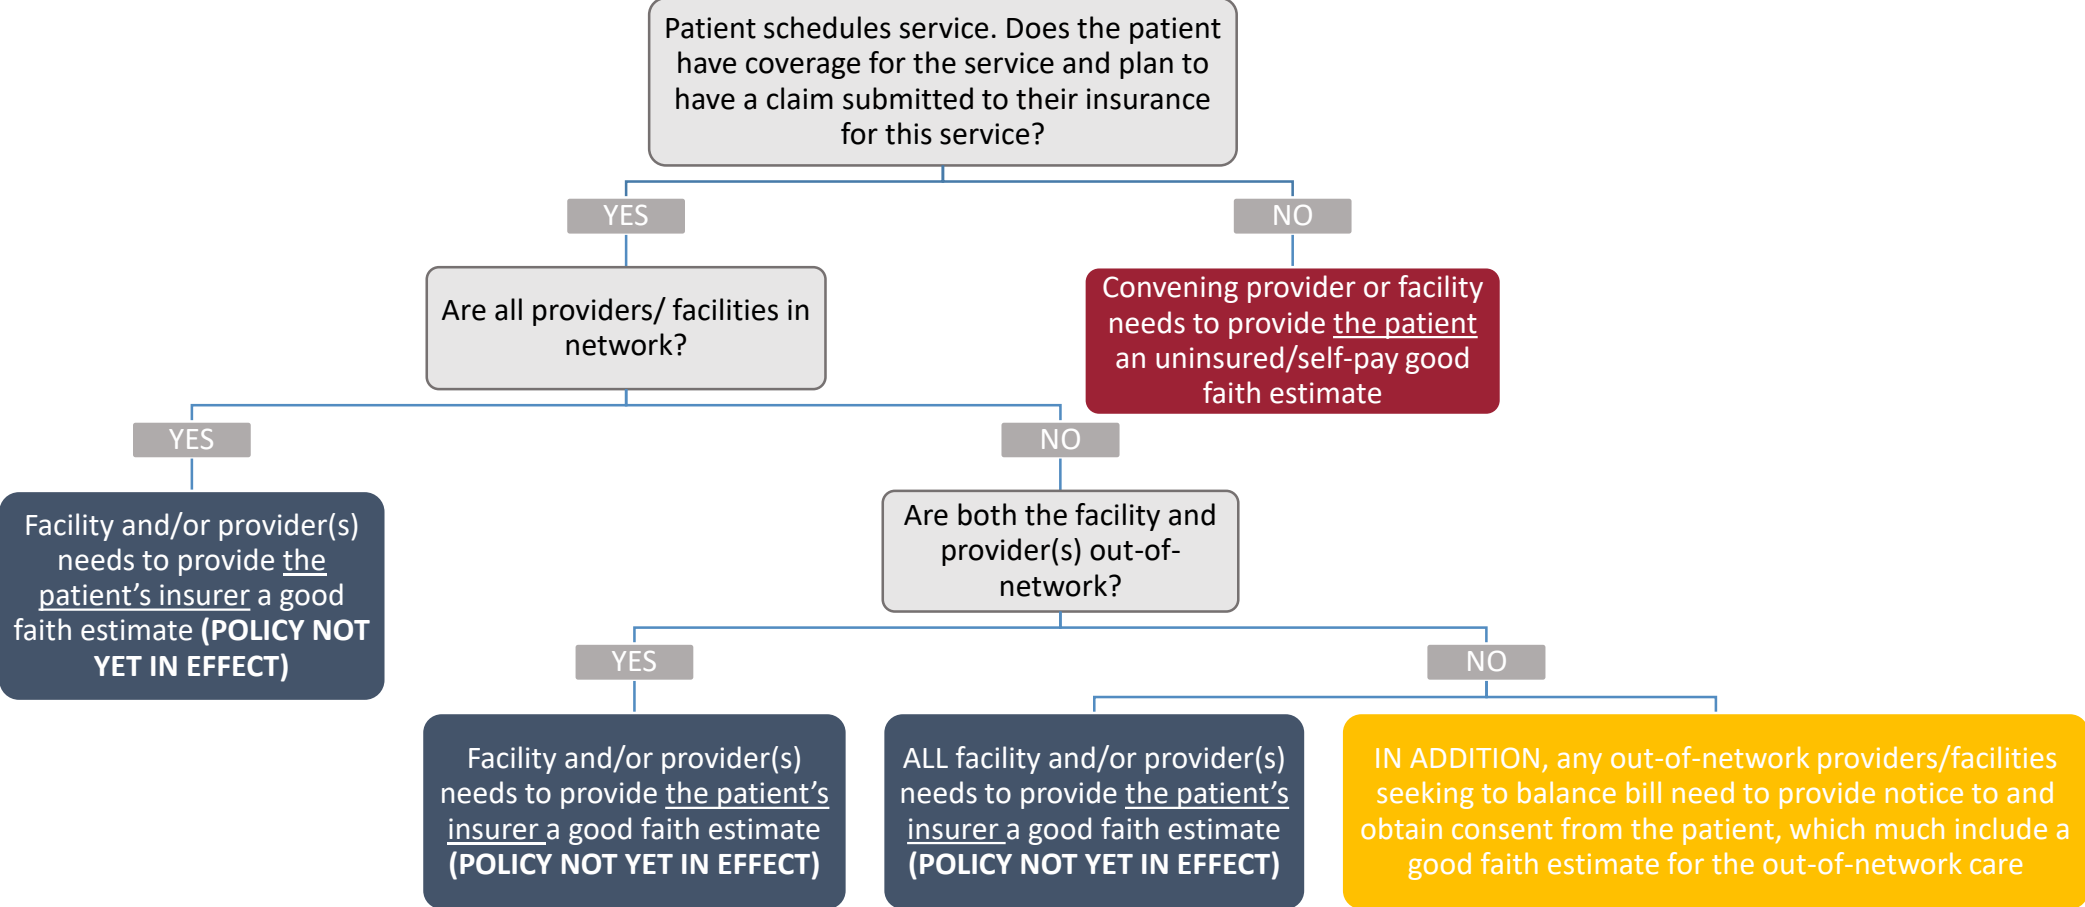 Patient schedules service. Does the patient
have coverage for the service and plan to
have a claim submitted to their insurance
for this service?
YES
NO
Are all providers/ facilities in
network?
Convening provider or facility
needs to provide the patient
an uninsured/self-pay good
faith estimate
YES
NO
Facility and/or provider(s)
needs to provide the
patient's insurer a good
faith estimate (POLICY NOT
YET IN EFFECT)
Are both the facility and
provider(s) out-of-
network?
YES
NO
Facility and/or provider(s)
needs to provide the patient's
insurer a good faith estimate
(POLICY NOT YET IN EFFECT)
ALL facility and/or provider(s)
needs to provide the patient's
insurer a good faith estimate
(POLICY NOT YET IN EFFECT)
IN ADDITION, any out-of-network providers/facilities
seeking to balance bill need to provide notice to and
obtain consent from the patient, which much include a
good faith estimate for the out-of-network care